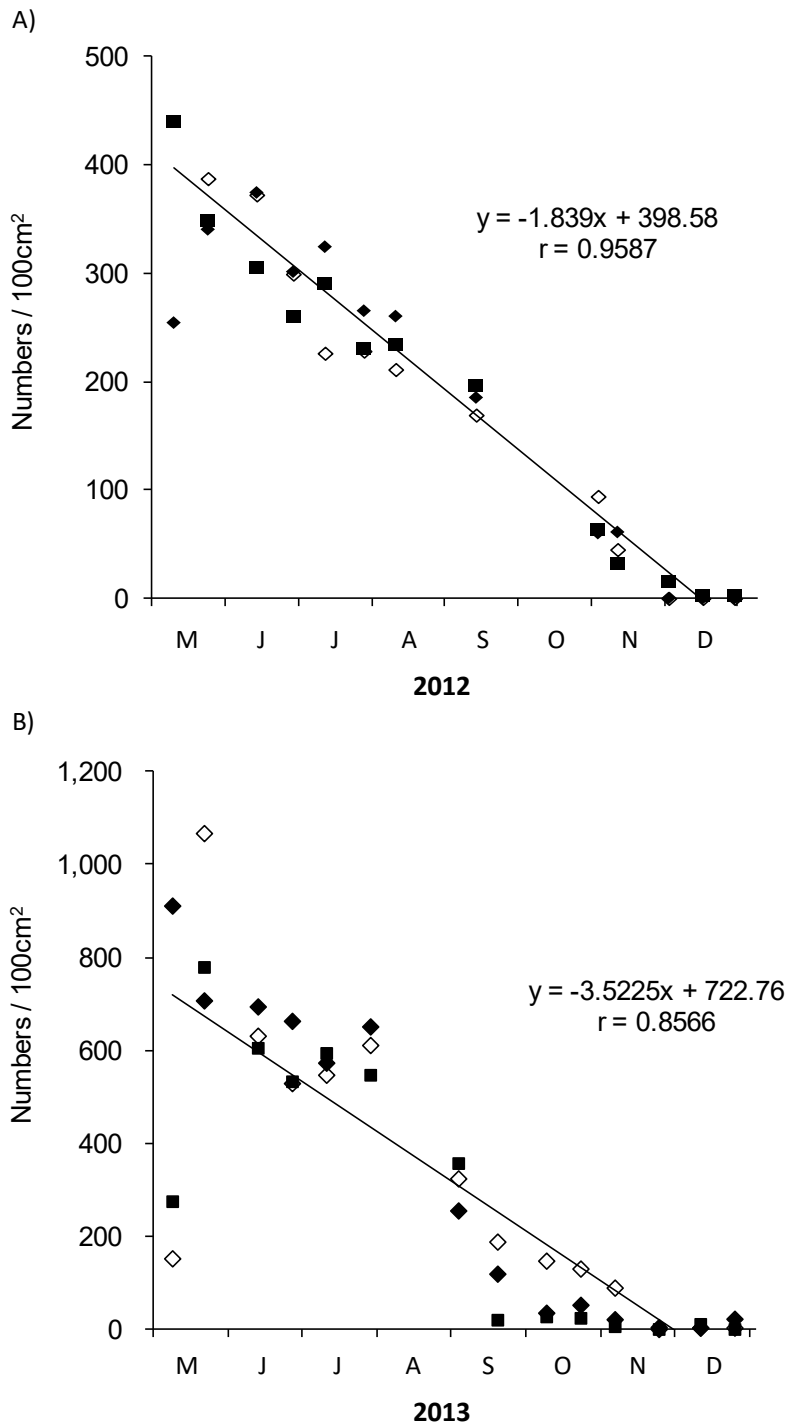 A)
500
400
300
200
100
0
Numbers / 100cm²
y = -1.839x + 398.58
r = 0.9587
M J J A S O N D
2012
B)
1,200
1,000
800
600
400
200
0
Numbers / 100cm²
y = -3.5225x + 722.76
r = 0.8566
M J J A S O N D
2013